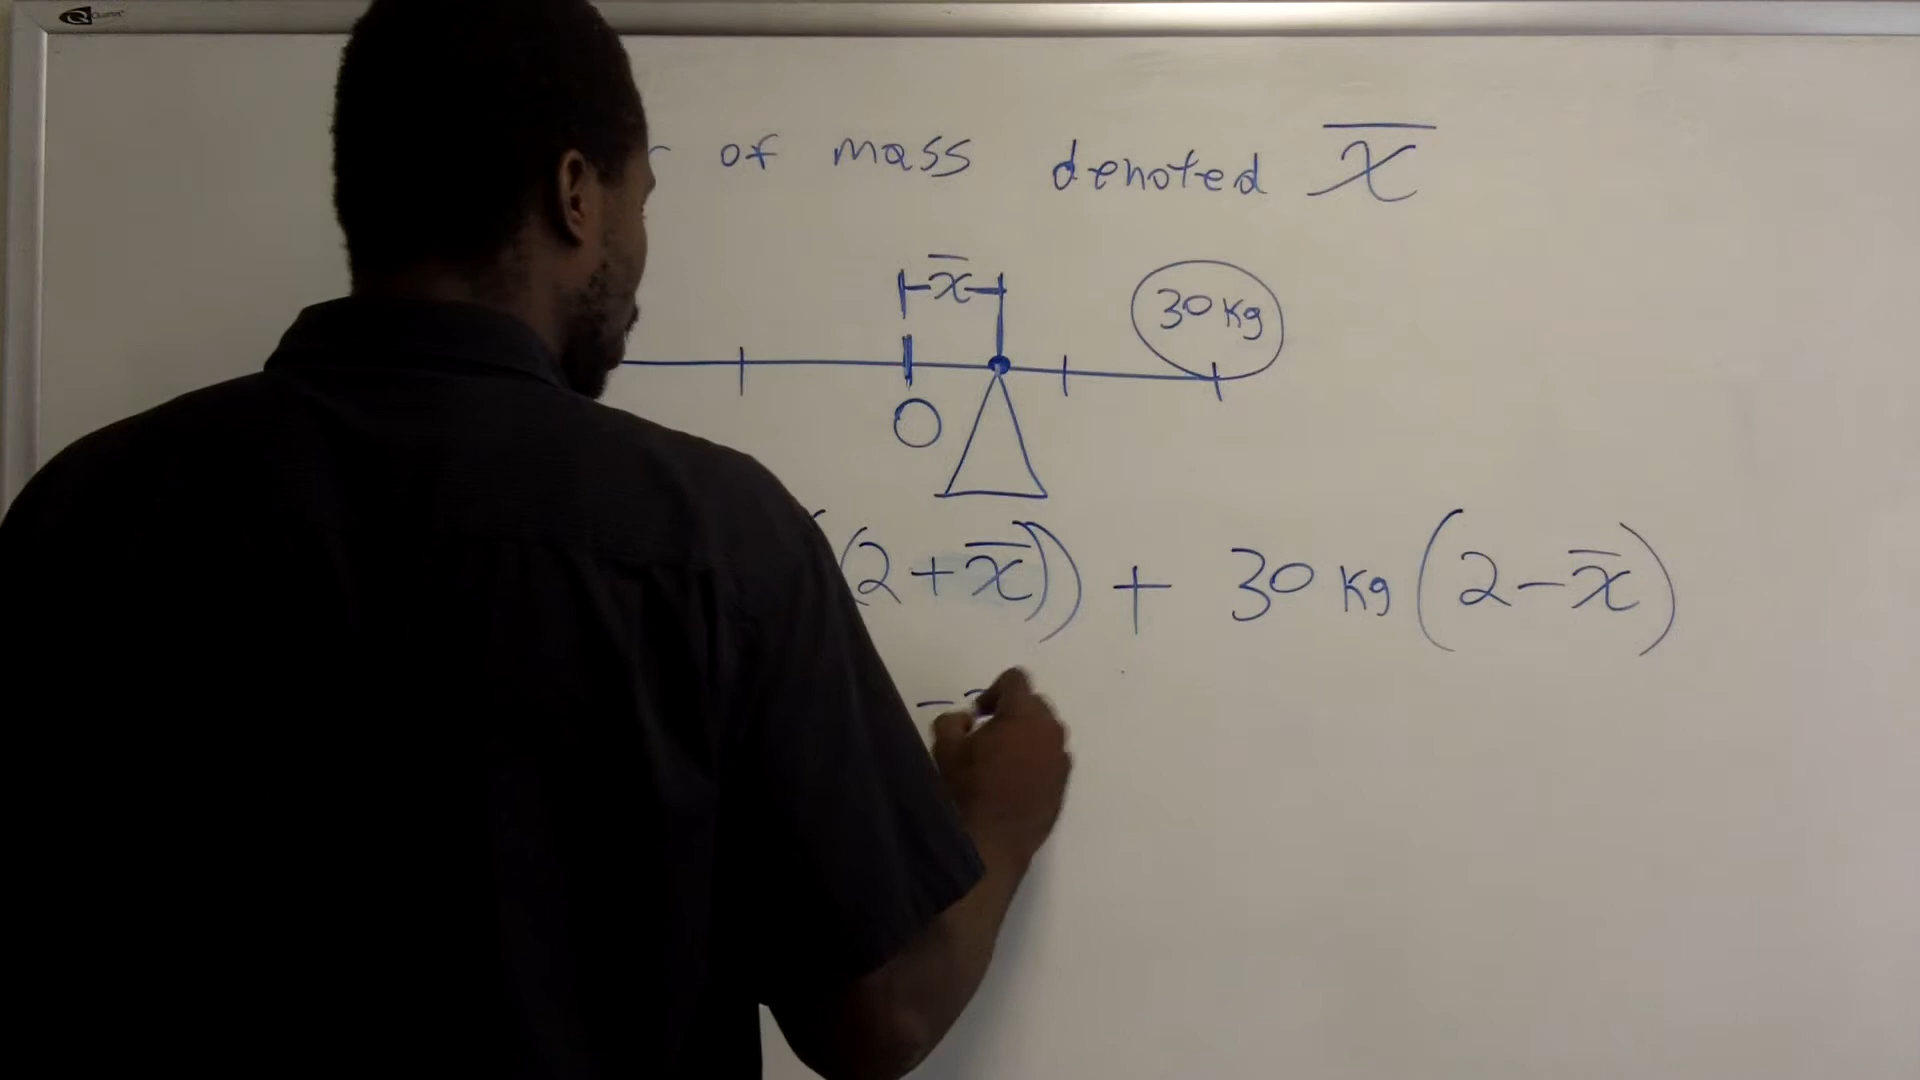 of mass denoted x̄
x̄
30 Kg
0
(2 + x̄)) + 30 Kg (2 - x̄)
-